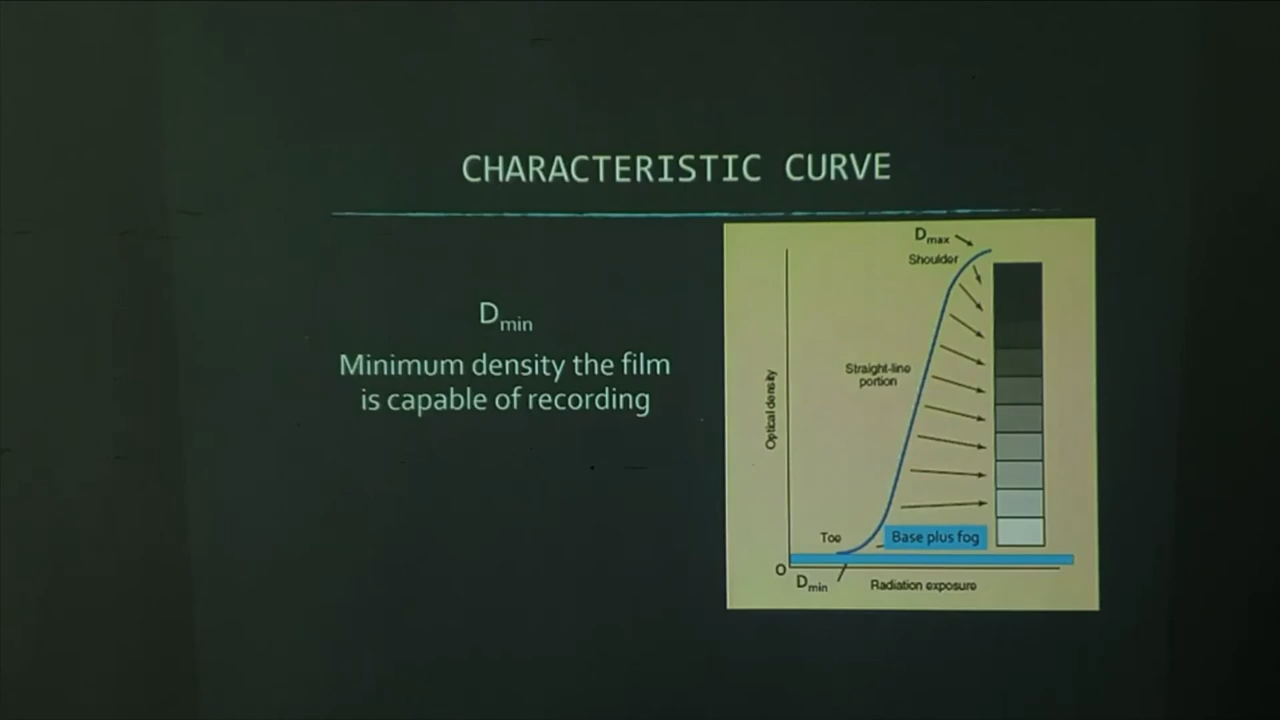 CHARACTERISTIC CURVE
Dmin
Minimum density the film
is capable of recording
Dmax
Shoulder
Straight-line
portion
Optical density
Toe
Base plus fog
O
Dmin
Radiation exposure